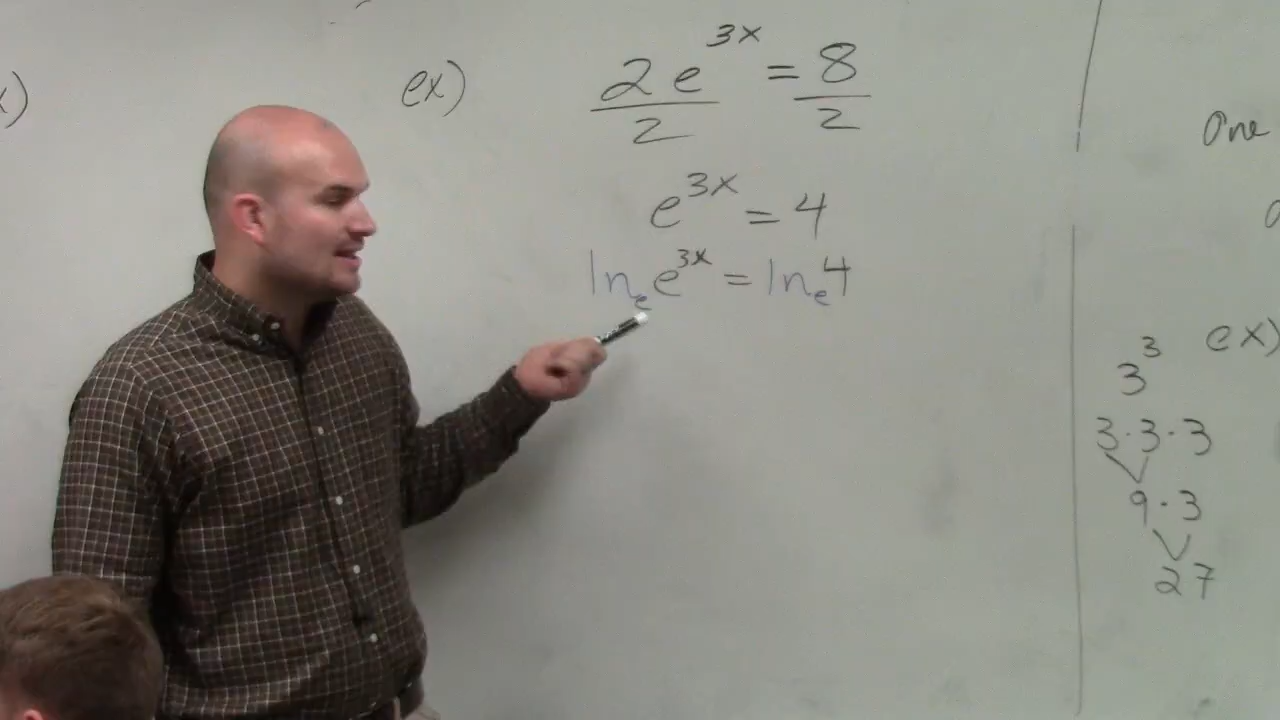 ex) 2e^{3x} = 8
2 2
e^{3x} = 4
ln_e e^{3x} = ln_e 4
One
ex)
3^3
3·3·3
9·3
27